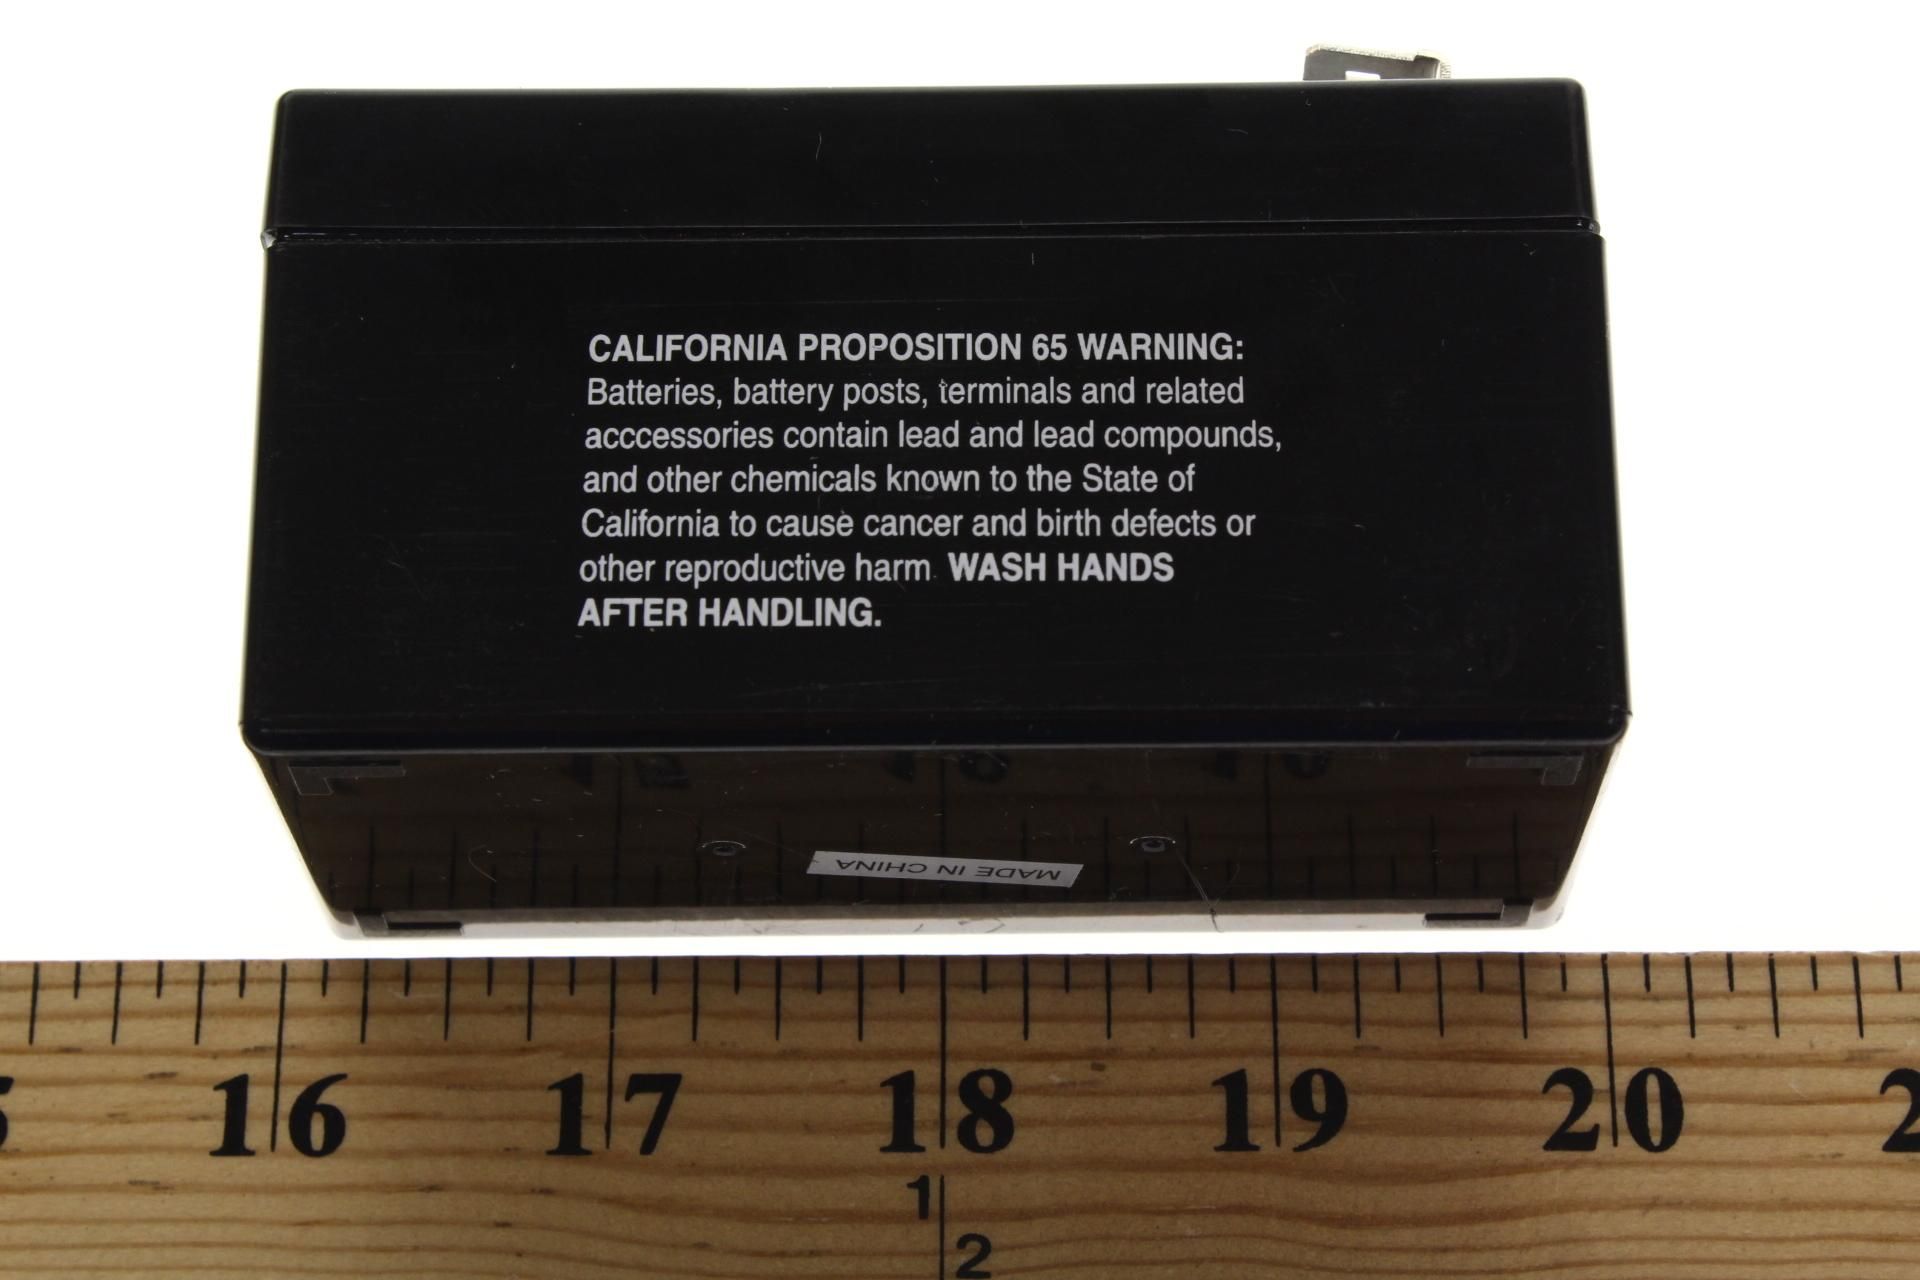 CALIFORNIA PROPOSITION 65 WARNING:
Batteries, battery posts, terminals and related
acccessories contain lead and lead compounds,
and other chemicals known to the State of
California to cause cancer and birth defects or
other reproductive harm. WASH HANDS
AFTER HANDLING.
MADE IN CHINA
16 17 18 19 20
1
2